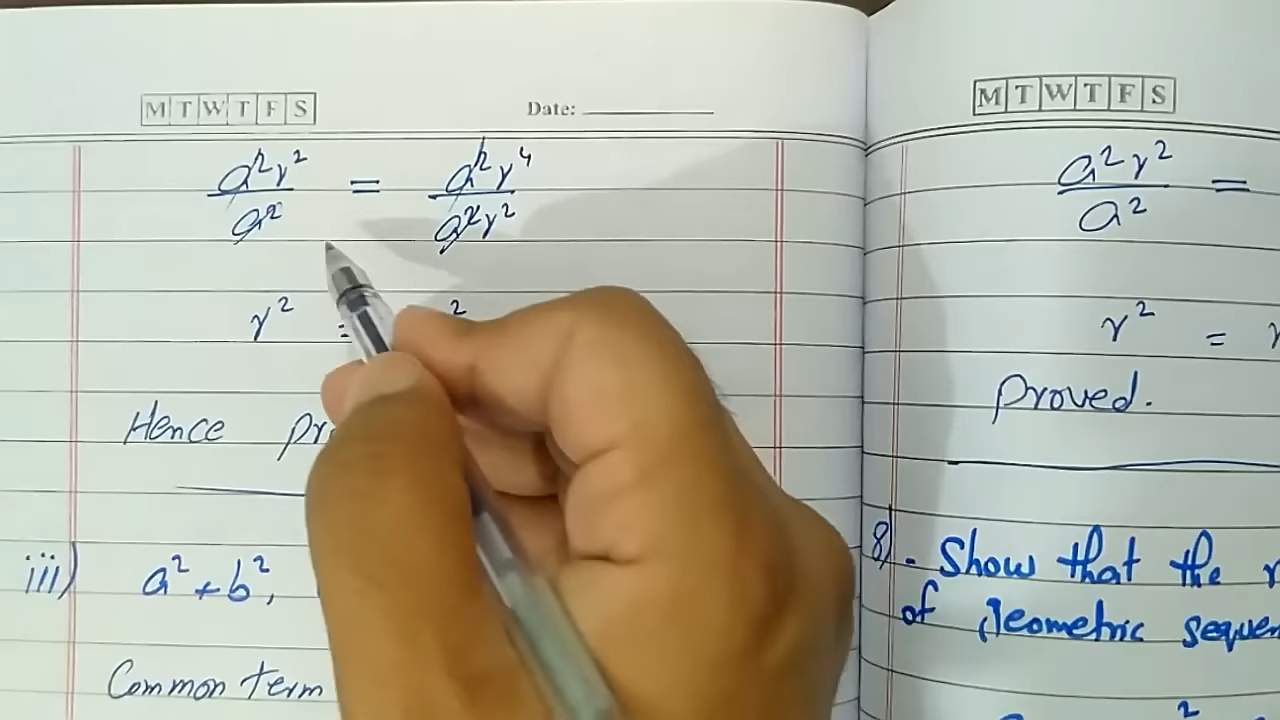 M T W T F S
Date:
a²r²/a² = a²r⁴/a²r²
r² = ²
Hence pr
iii) a² + b²,
Common term
M T W T F S
a²r²/a² =
r² =
Proved.
8). Show that the
of Geometric sequen